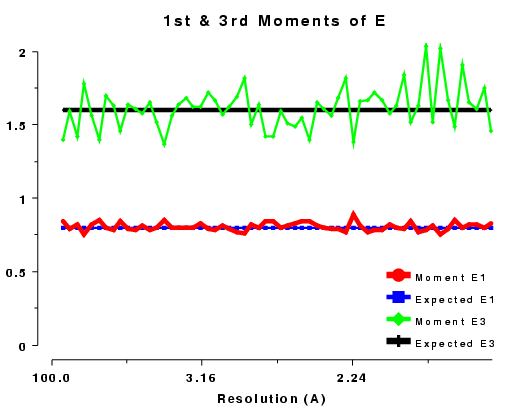 1st & 3rd Moments of E
2
1.5
1
0.5
0
Moment E1
Expected E1
Moment E3
Expected E3
100.0 3.16 2.24
Resolution (A)